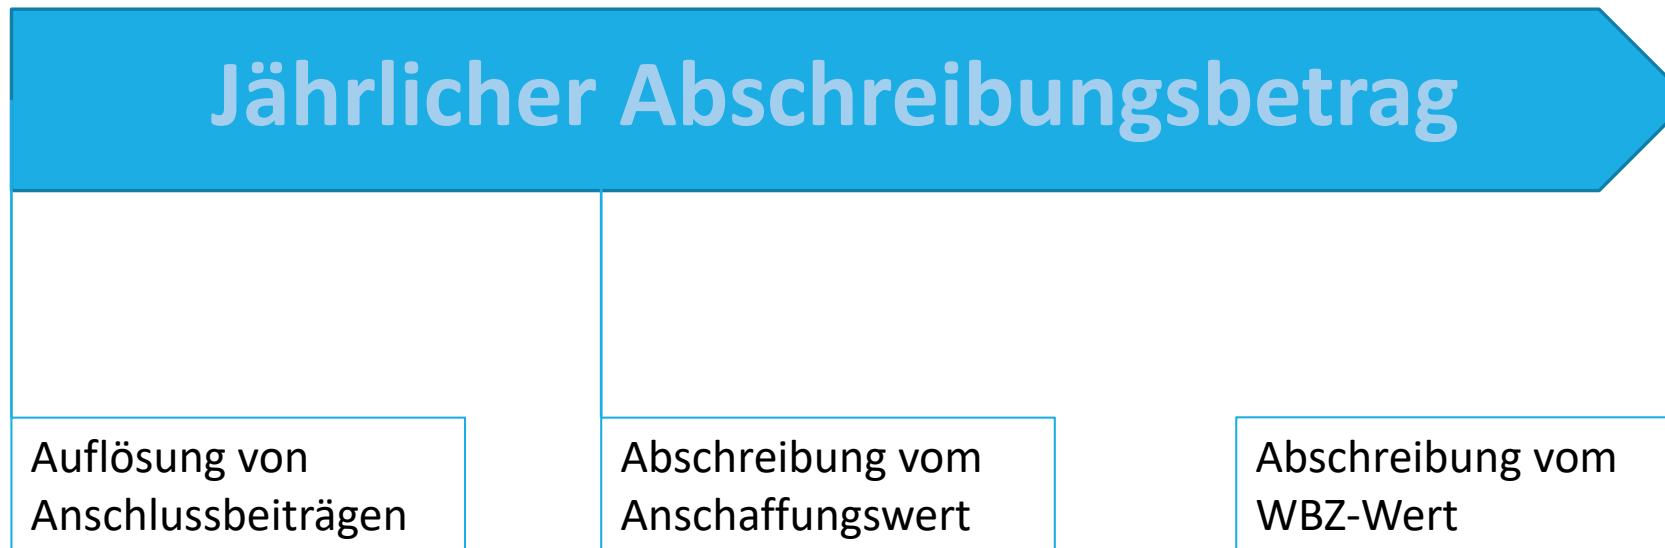 Jährlicher Abschreibungsbetrag
Auflösung von
Anschlussbeiträgen
Abschreibung vom
Anschaffungswert
Abschreibung vom
WBZ-Wert